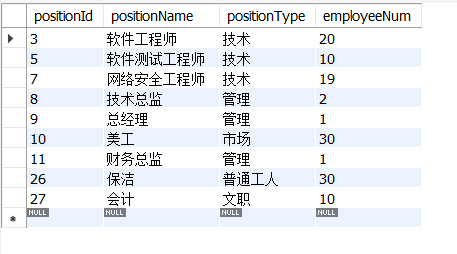 positionId positionName positionType employeeNum
3 软件工程师 技术 20
5 软件测试工程师 技术 10
7 网络安全工程师 技术 19
8 技术总监 管理 2
9 总经理 管理 1
10 美工 市场 30
11 财务总监 管理 1
26 保洁 普通工人 30
27 会计 文职 10
NULL NULL NULL NULL